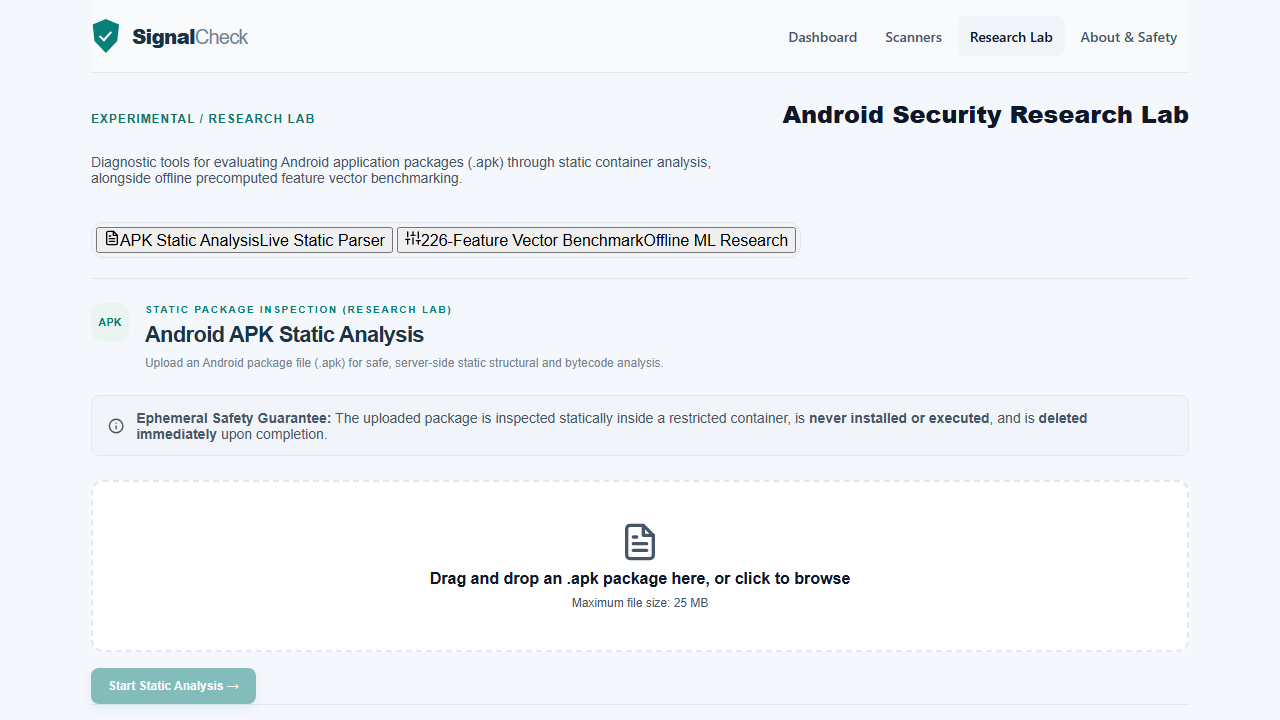 SignalCheck
Dashboard
Scanners
Research Lab
About & Safety
EXPERIMENTAL / RESEARCH LAB
Android Security Research Lab
Diagnostic tools for evaluating Android application packages (.apk) through static container analysis,
alongside offline precomputed feature vector benchmarking.
APK Static AnalysisLive Static Parser
226-Feature Vector BenchmarkOffline ML Research
APK
STATIC PACKAGE INSPECTION (RESEARCH LAB)
Android APK Static Analysis
Upload an Android package file (.apk) for safe, server-side static structural and bytecode analysis.
Ephemeral Safety Guarantee: The uploaded package is inspected statically inside a restricted container, is never installed or executed, and is deleted
immediately upon completion.
Drag and drop an .apk package here, or click to browse
Maximum file size: 25 MB
Start Static Analysis →